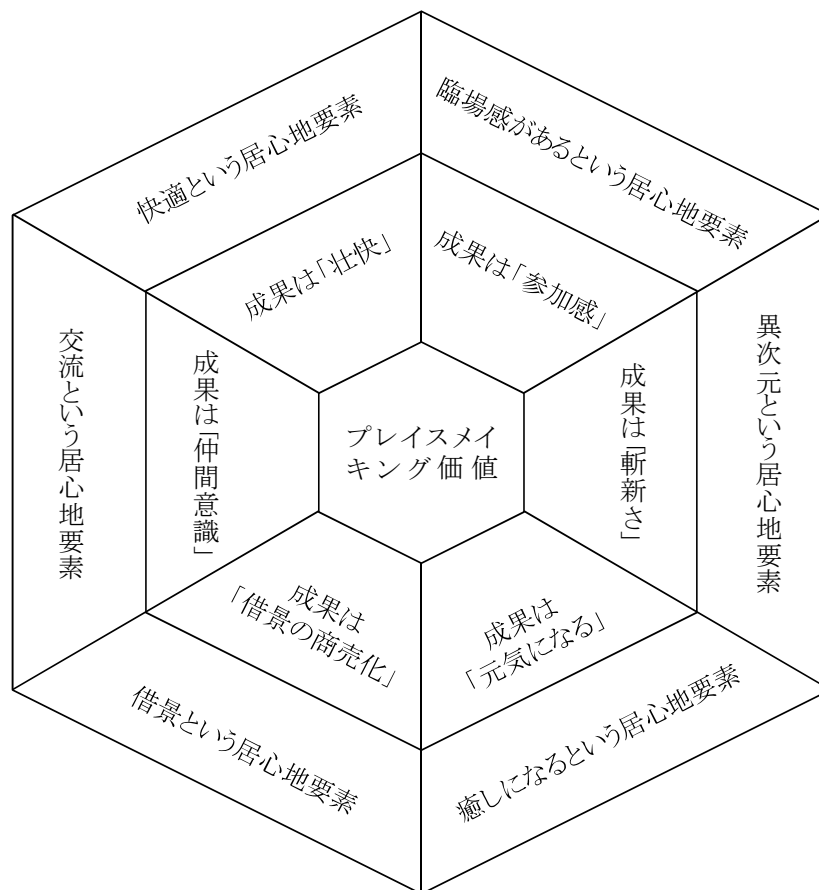 快適という居心地要素
臨場感があるという居心地要素
成果は「壮快」
成果は「参加感」
交流という居心地要素
成果は「仲間意識」
プレイスメイ
キング価値
成果は「斬新さ」
異次元という居心地要素
成果は
「借景の商売化」
成果は
「元気になる」
借景という居心地要素
癒しになるという居心地要素